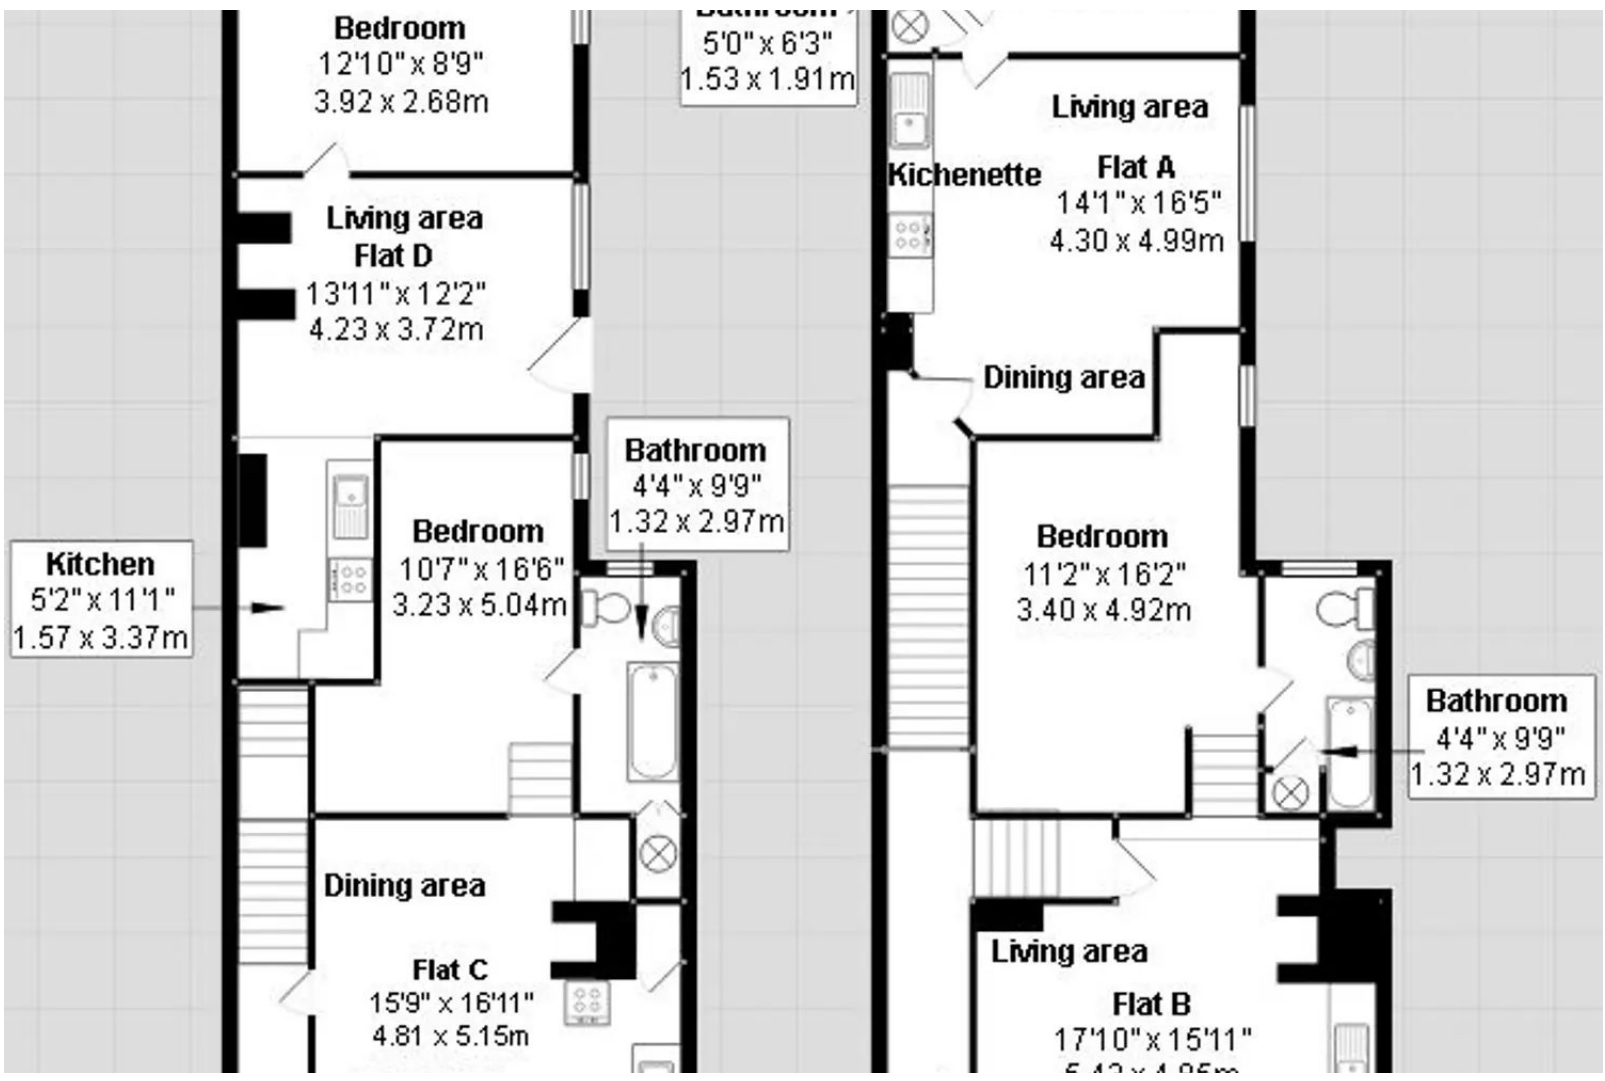 Bedroom
12'10" x 8'9"
3.92 x 2.68m
Living area
Flat D
13'11" x 12'2"
4.23 x 3.72m
Kitchen
5'2" x 11'1"
1.57 x 3.37m
Bedroom
10'7" x 16'6"
3.23 x 5.04m
Bathroom
4'4" x 9'9"
1.32 x 2.97m
Dining area
Flat C
15'9" x 16'11"
4.81 x 5.15m
Bathroom
5'0" x 6'3"
1.53 x 1.91m
Living area
Kichenette
Flat A
14'1" x 16'5"
4.30 x 4.99m
Dining area
Bedroom
11'2" x 16'2"
3.40 x 4.92m
Bathroom
4'4" x 9'9"
1.32 x 2.97m
Living area
Flat B
17'10" x 15'11"